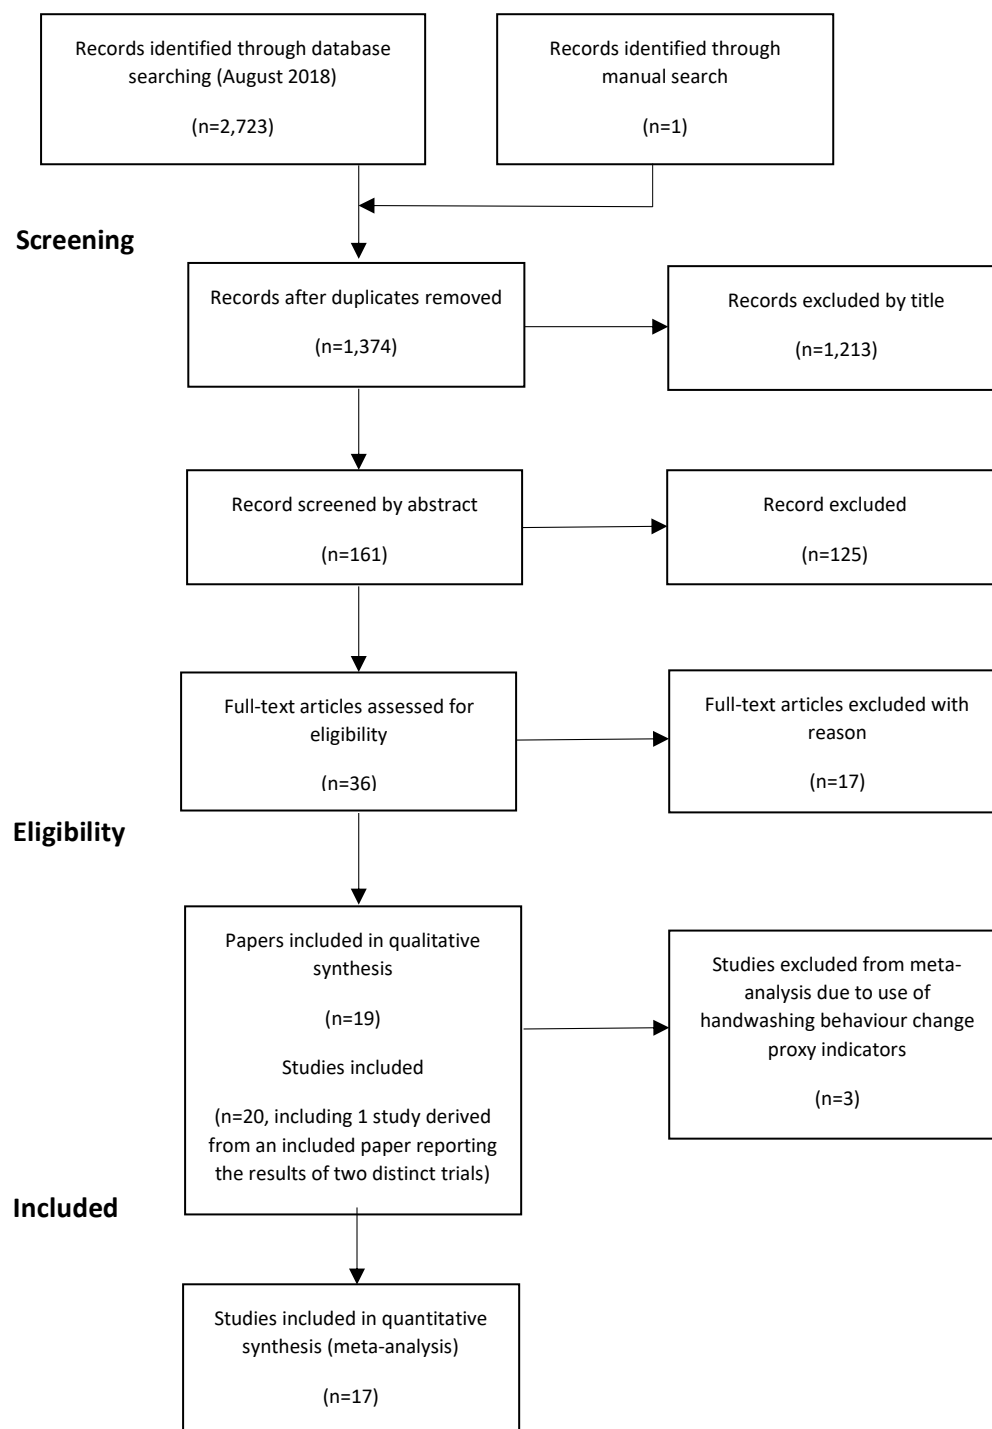 Records identified through database
searching (August 2018)
(n=2,723)
Records identified through
manual search
(n=1)
Screening
Records after duplicates removed
(n=1,374)
Records excluded by title
(n=1,213)
Record screened by abstract
(n=161)
Record excluded
(n=125)
Full-text articles assessed for
eligibility
(n=36)
Full-text articles excluded with
reason
(n=17)
Eligibility
Papers included in qualitative
synthesis
(n=19)
Studies included
(n=20, including 1 study derived
from an included paper reporting
the results of two distinct trials)
Studies excluded from meta-
analysis due to use of
handwashing behaviour change
proxy indicators
(n=3)
Included
Studies included in quantitative
synthesis (meta-analysis)
(n=17)